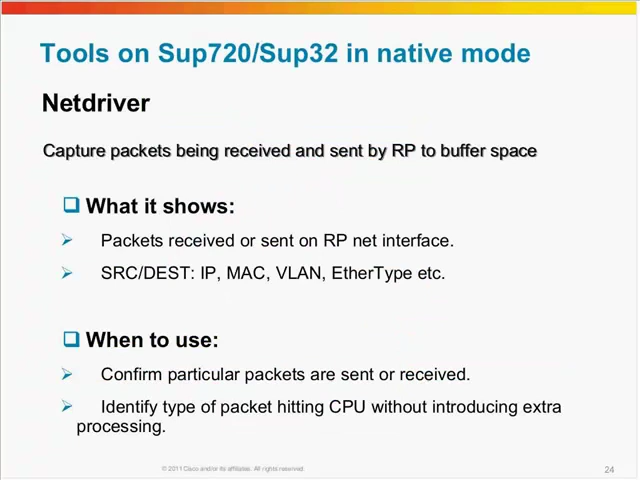 Tools on Sup720/Sup32 in native mode
Netdriver
Capture packets being received and sent by RP to buffer space
What it shows:
Packets received or sent on RP net interface.
SRC/DEST: IP, MAC, VLAN, EtherType etc.
When to use:
Confirm particular packets are sent or received.
Identify type of packet hitting CPU without introducing extra
processing.
© 2011 Cisco and/or its affiliates. All rights reserved.
24